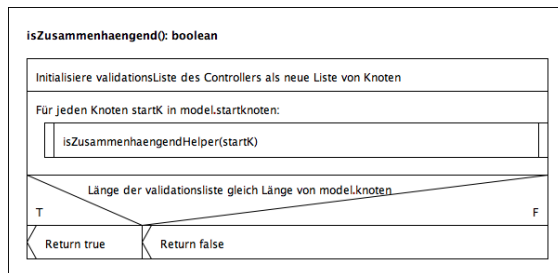 isZusammenhaengend(): boolean
Initialisiere validationsListe des Controllers als neue Liste von Knoten
Für jeden Knoten startK in model.startknoten:
isZusammenhaengendHelper(startK)
Länge der validationsliste gleich Länge von model.knoten
T F
Return true Return false